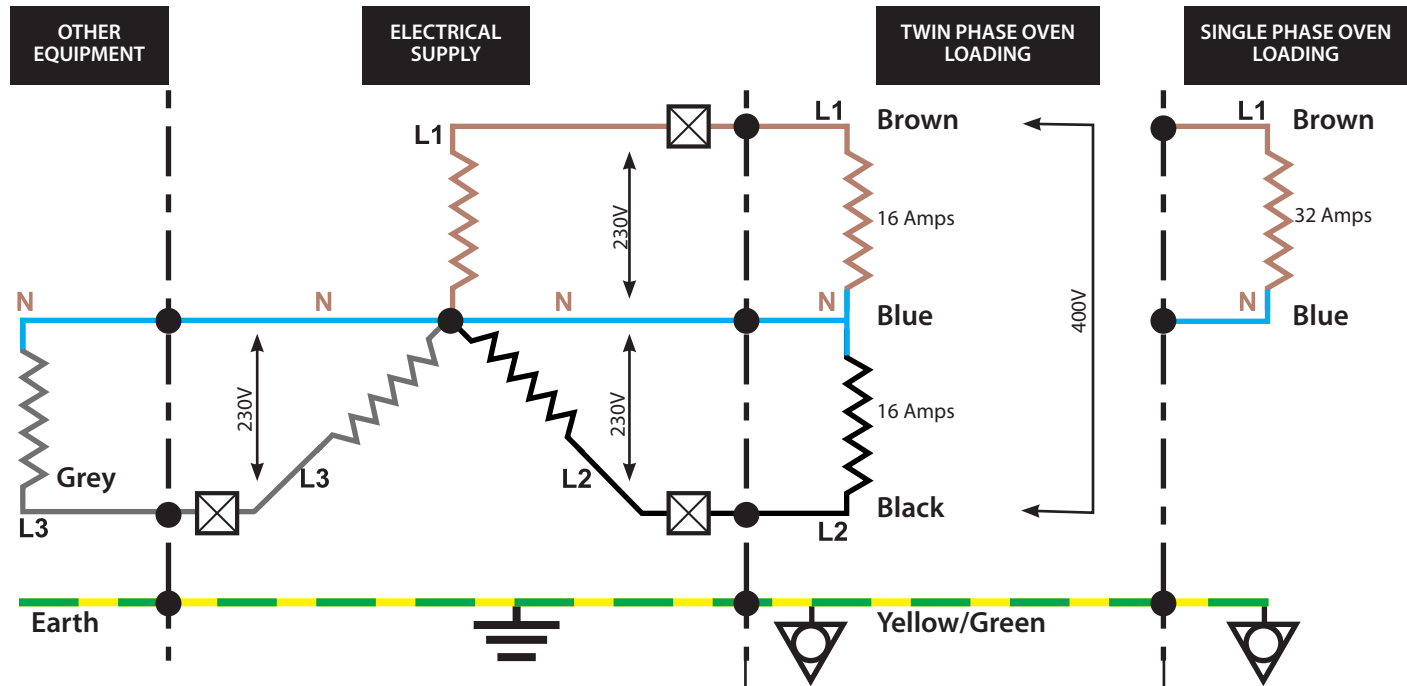 OTHER
EQUIPMENT
ELECTRICAL
SUPPLY
TWIN PHASE OVEN
LOADING
SINGLE PHASE OVEN
LOADING
L1
L1
Brown
L1
Brown
230V
16 Amps
32 Amps
400V
N
N
N
N
Blue
N
Blue
230V
230V
16 Amps
Grey
L3
L2
L3
L2
Black
Earth
Yellow/Green